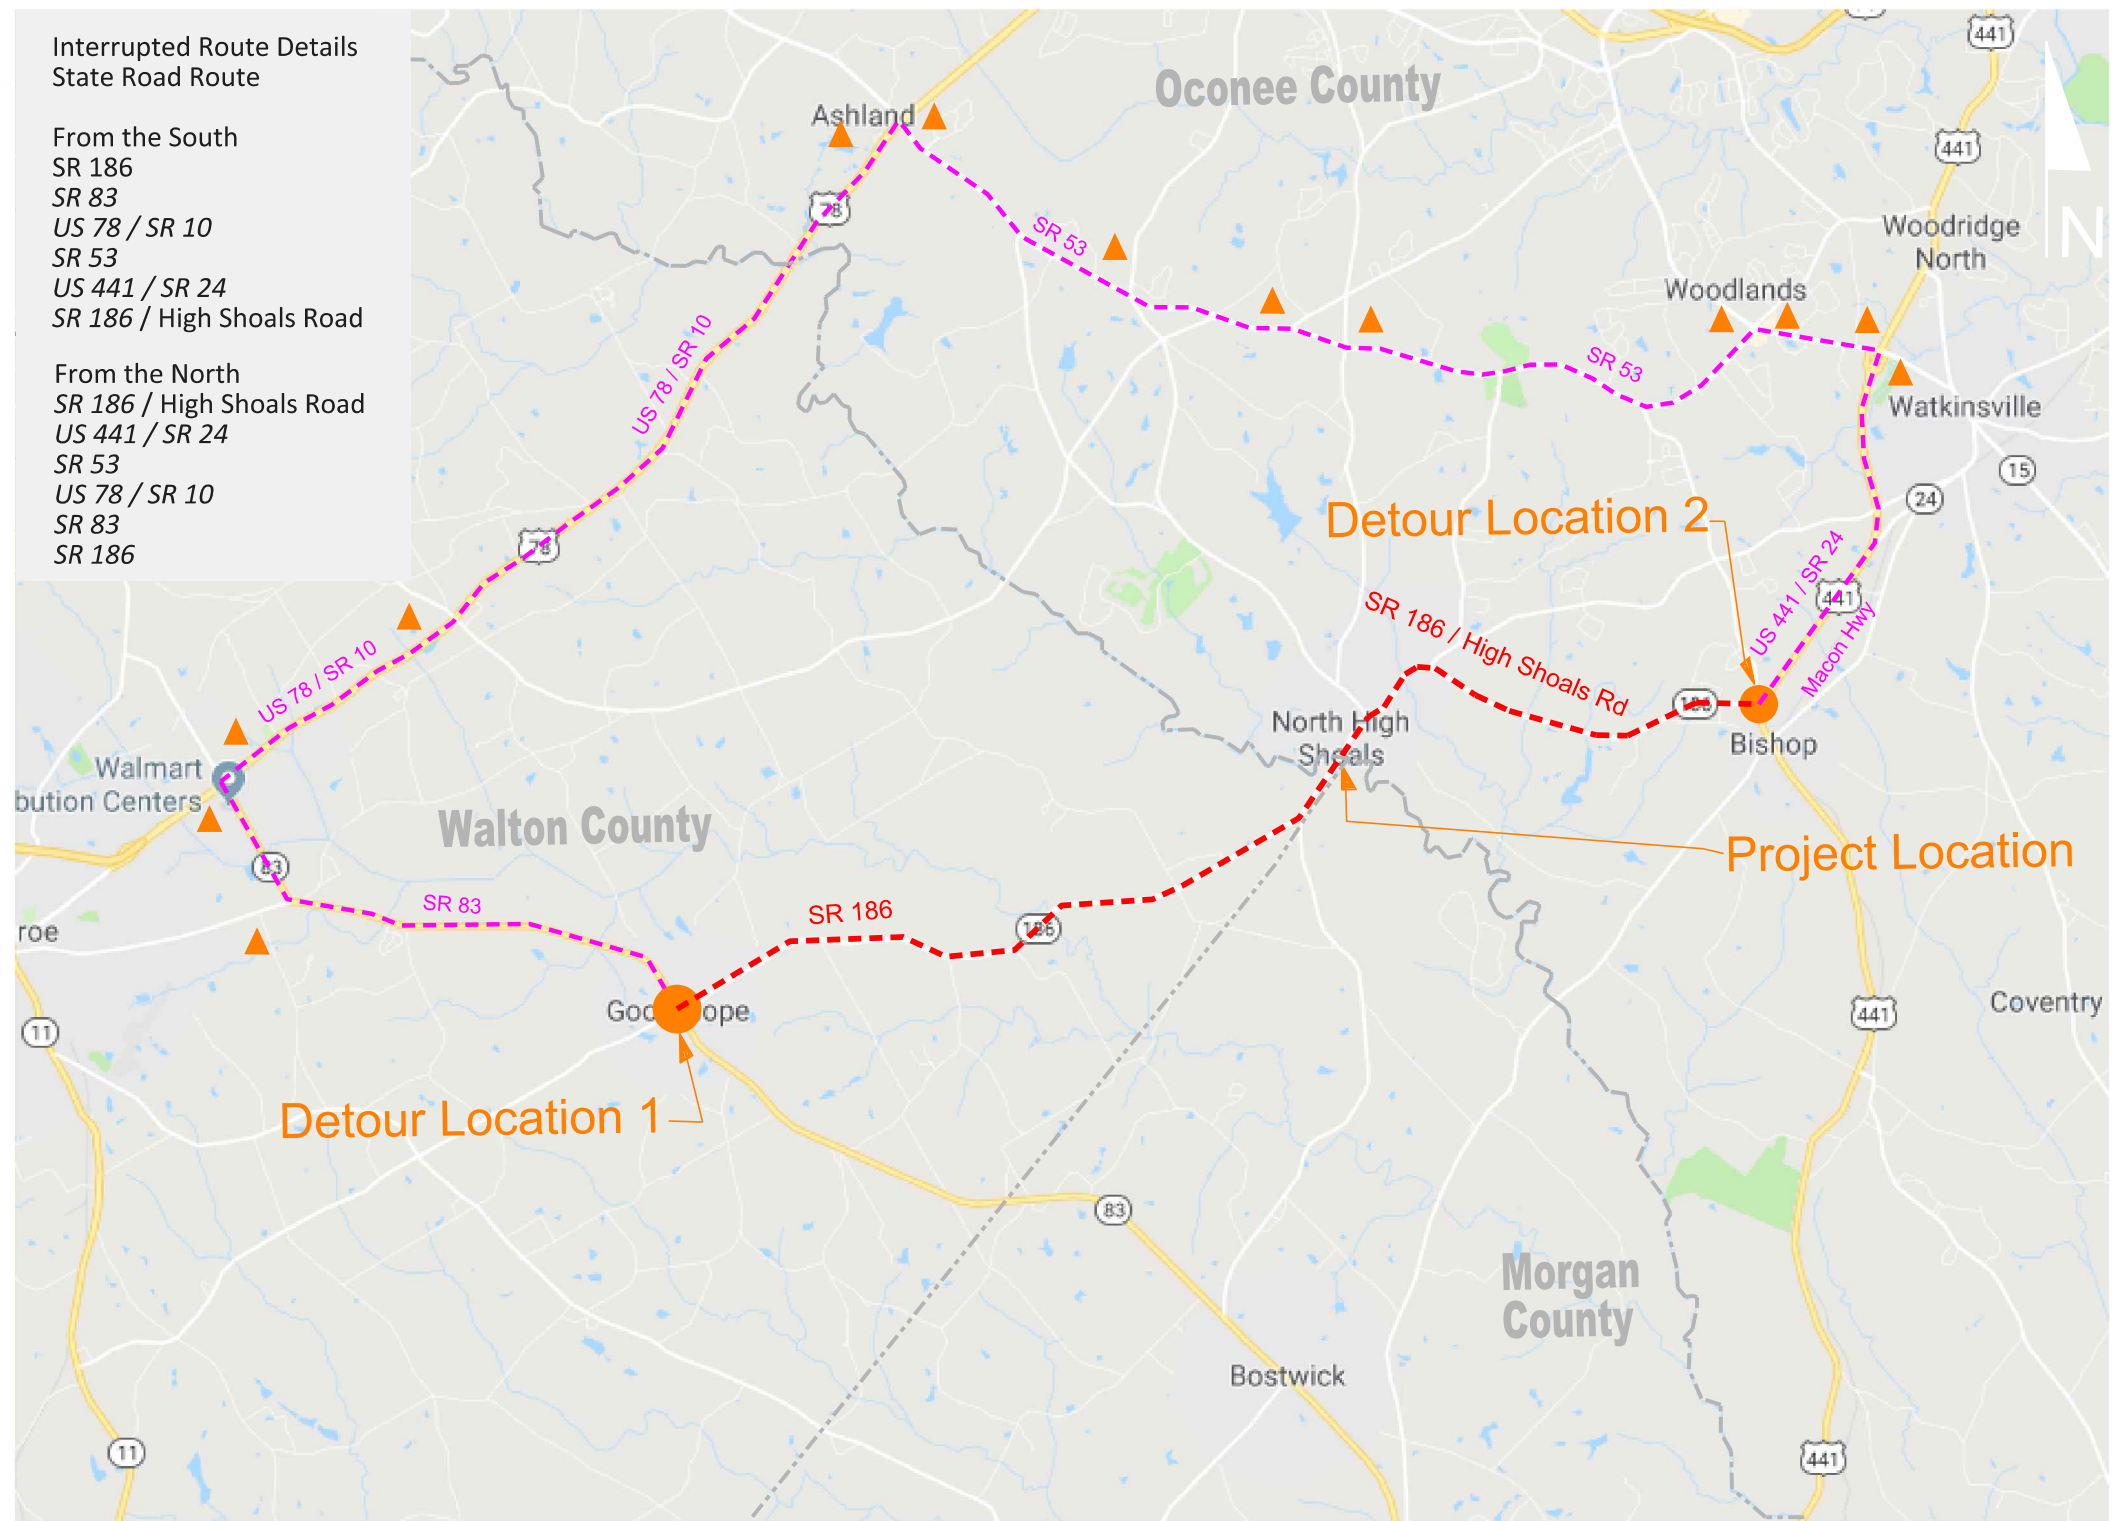 Interrupted Route Details
State Road Route
From the South
SR 186
SR 83
US 78 / SR 10
SR 53
US 441 / SR 24
SR 186 / High Shoals Road
From the North
SR 186 / High Shoals Road
US 441 / SR 24
SR 53
US 78 / SR 10
SR 83
SR 186
Oconee County
441
Ashland
441
78
SR 53
Woodridge
North
N
Woodlands
US 78 / SR 10
SR 53
Watkinsville
15
24
Detour Location 2
78
US 441 / SR 24
441
Macon Hwy
SR 186 / High Shoals Rd
US 78 / SR 10
186
North High
Shoals
Bishop
Walmart
bution Centers
Walton County
Project Location
83
SR 83
SR 186
186
roe
Goo
ope
Coventry
441
11
Detour Location 1
83
Morgan
County
Bostwick
11
441